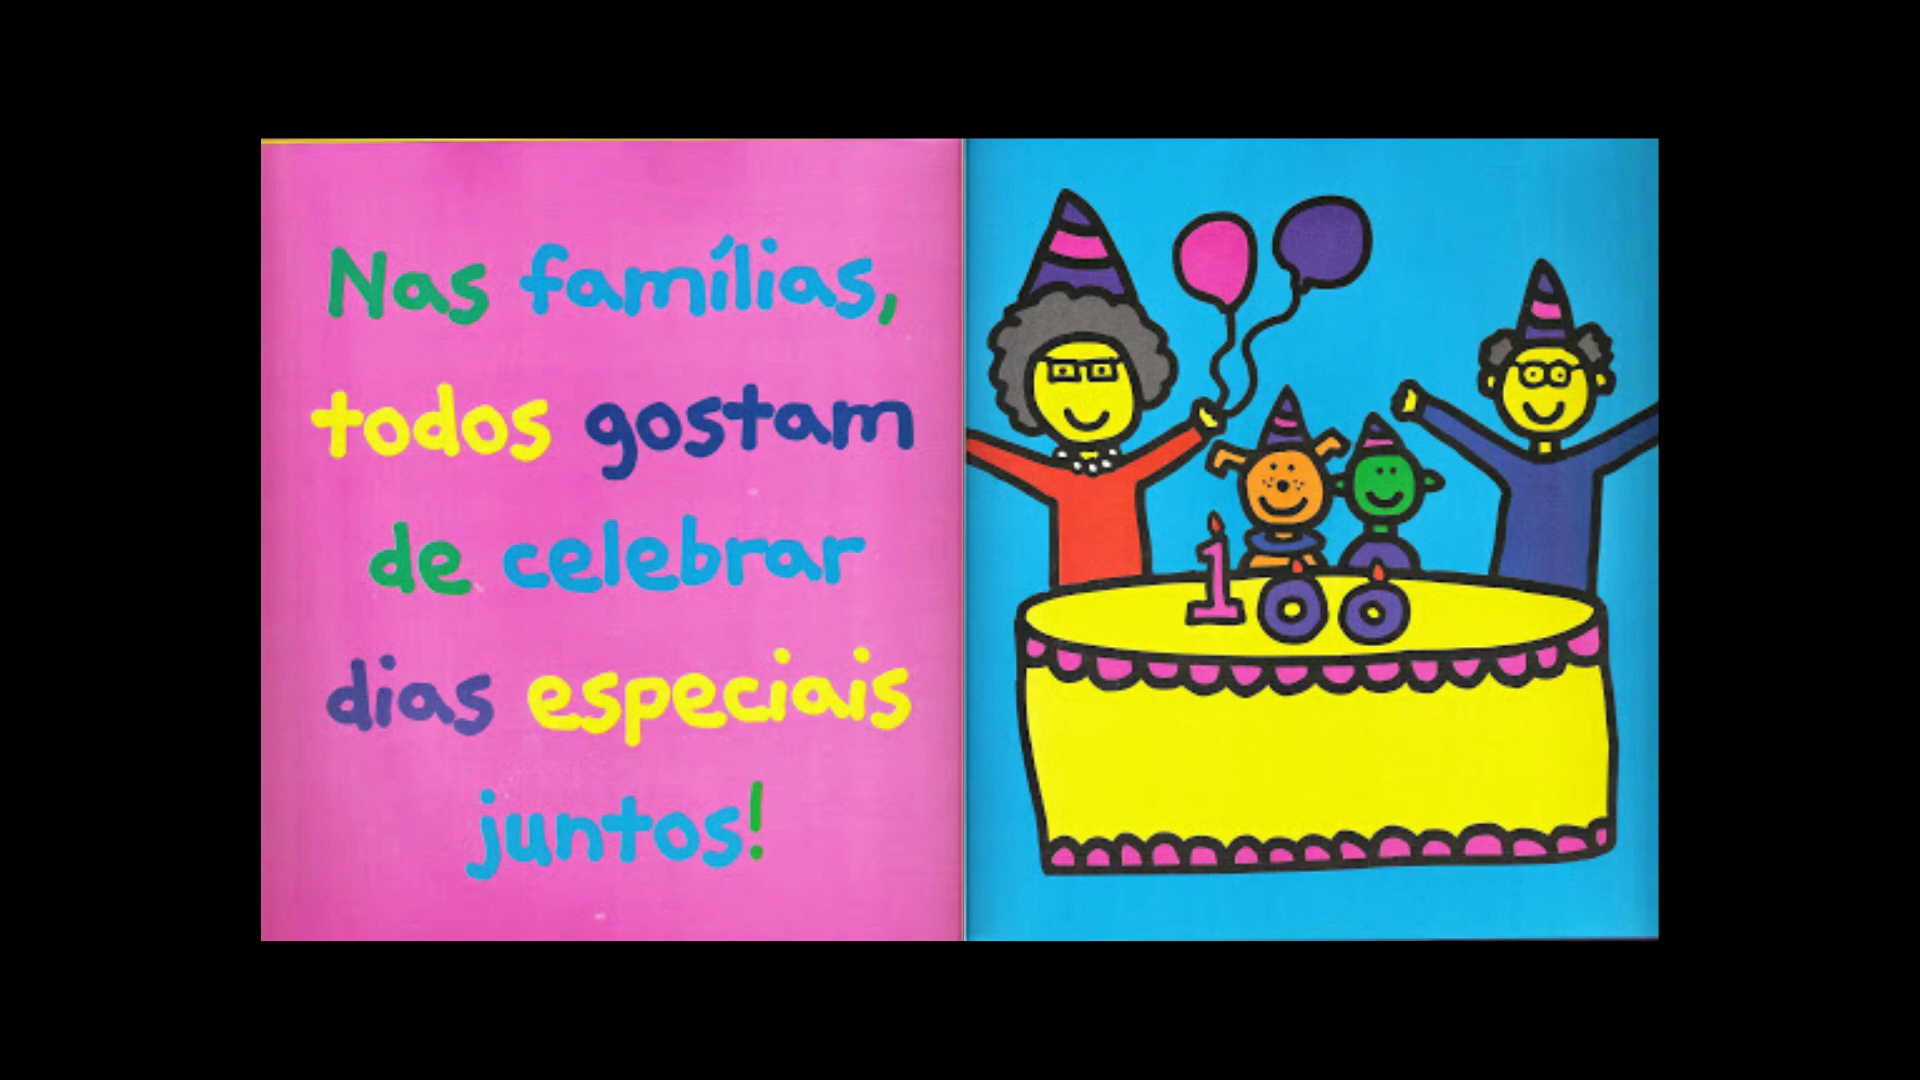 Nas famílias,
todos gostam
de celebrar
dias especiais
juntos!
100